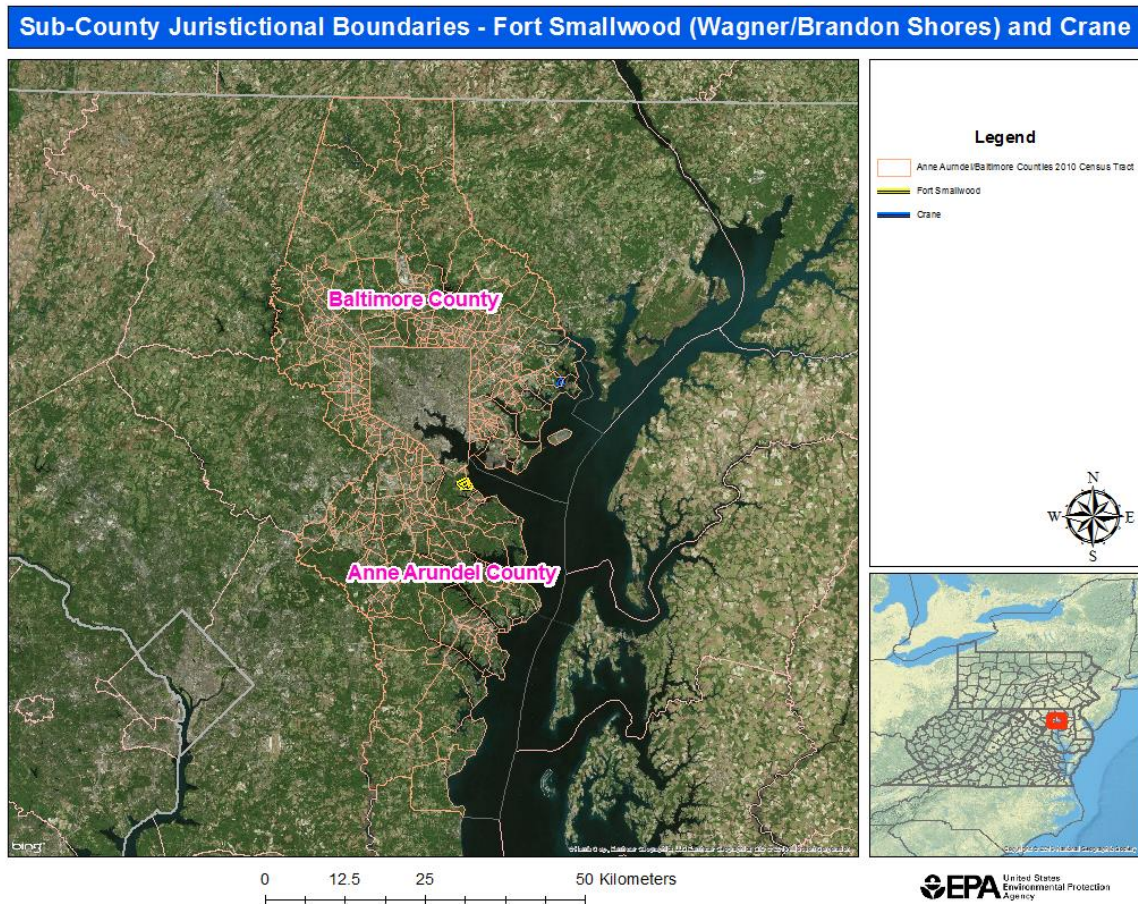 Sub-County Juristictional Boundaries - Fort Smallwood (Wagner/Brandon Shores) and Crane
Baltimore County
Anne Arundel County
bing
Legend
Anne Aurndel/Baltimore Counties 2010 Census Tract
Fort Smallwood
Crane
N
W E
S
0 12.5 25 50 Kilometers
EPA
United States
Environmental Protection
Agency